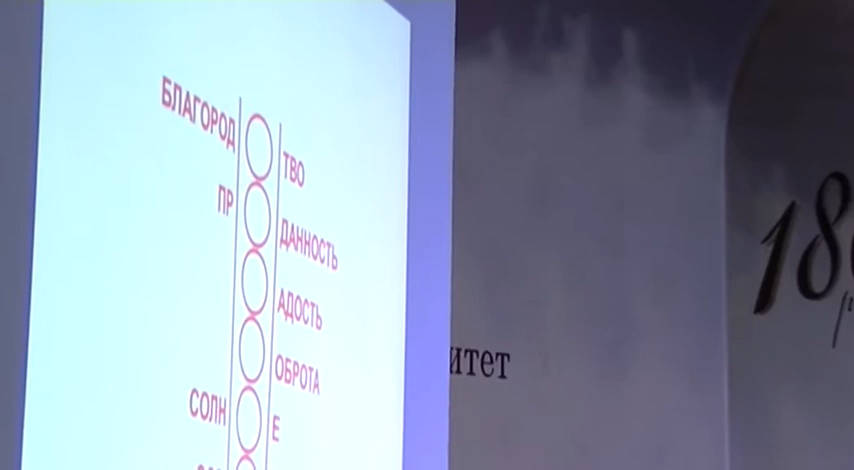 БЛАГОРОД ТВО
ПР ДАННОСТЬ
АДОСТЬ
ОБРОТА
СОЛН Е
итет
18